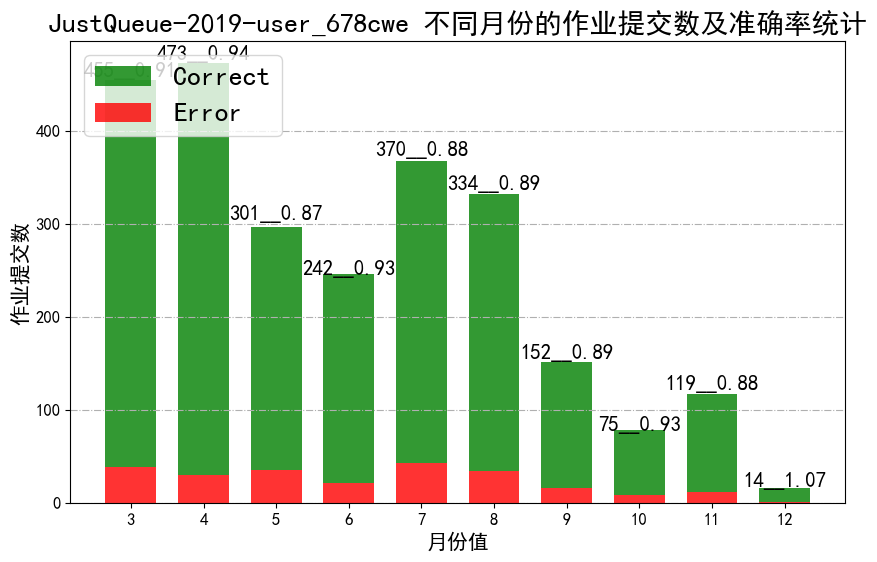 JustQueue-2019-user_678cwe 不同月份的作业提交数及准确率统计
作业提交数
400
300
200
100
0
Correct
Error
455__0.91
473__0.94
301__0.87
242__0.93
370__0.88
334__0.89
152__0.89
75__0.93
119__0.88
14__1.07
3 4 5 6 7 8 9 10 11 12
月份值